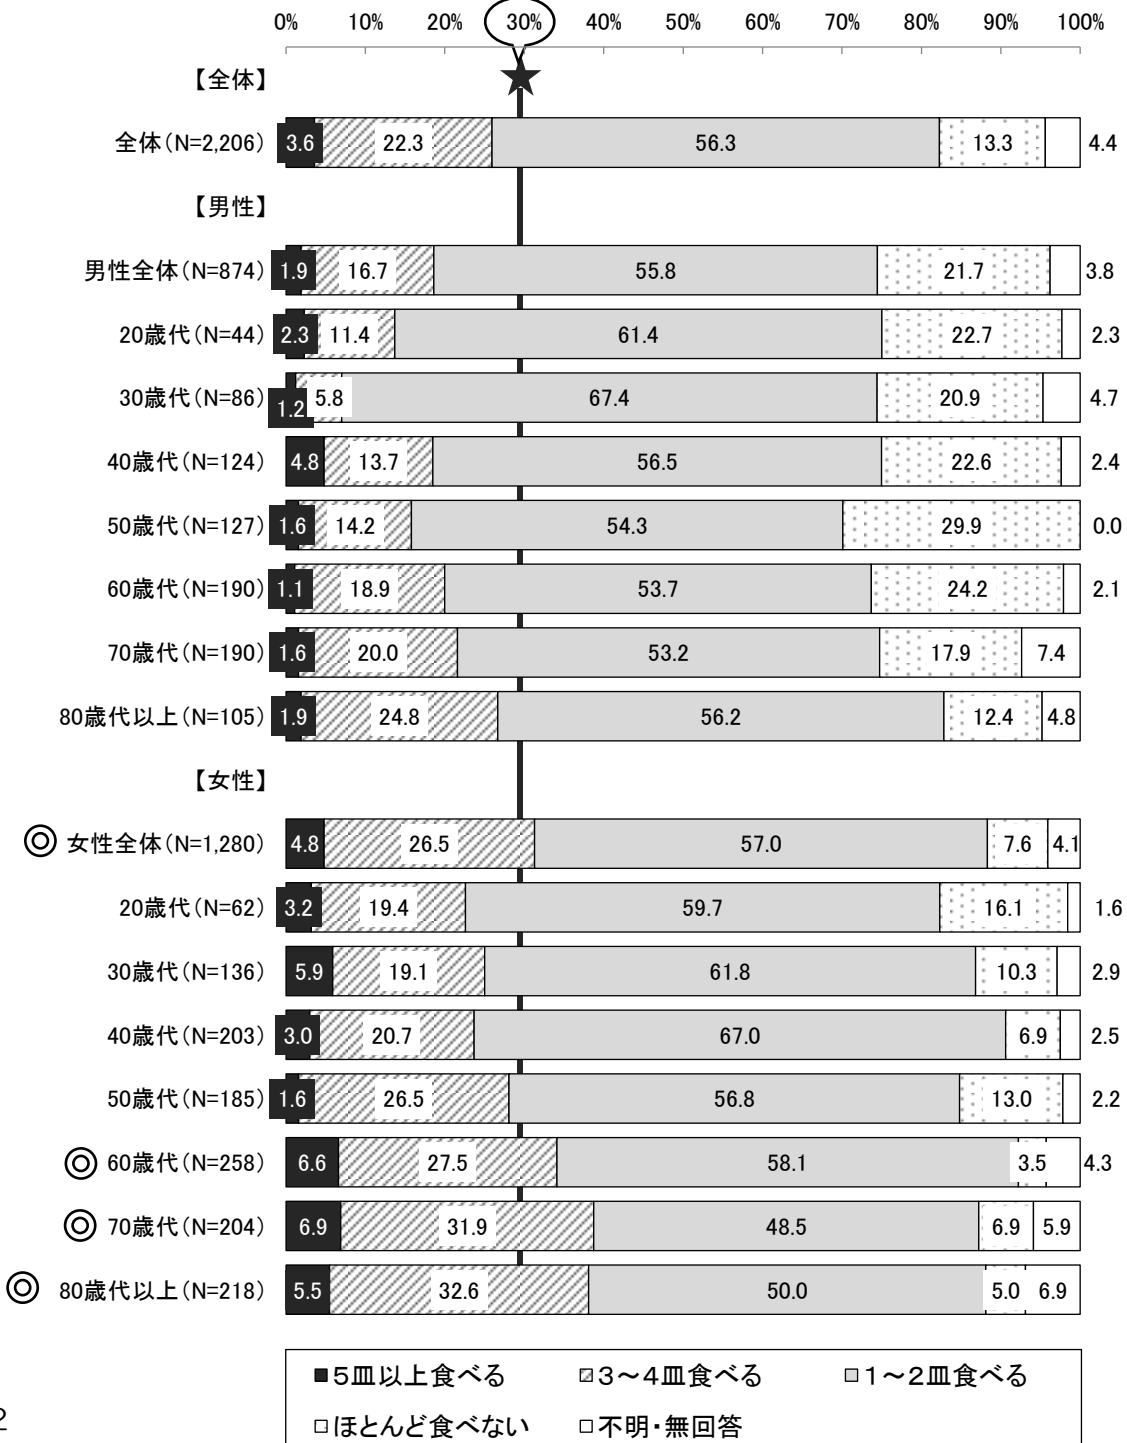 0% 10% 20% 30% 40% 50% 60% 70% 80% 90% 100%
【全体】
全体(N=2,206) 3.6 22.3 56.3 13.3 4.4
【男性】
男性全体(N=874) 1.9 16.7 55.8 21.7 3.8
20歳代(N=44) 2.3 11.4 61.4 22.7 2.3
30歳代(N=86) 1.2 5.8 67.4 20.9 4.7
40歳代(N=124) 4.8 13.7 56.5 22.6 2.4
50歳代(N=127) 1.6 14.2 54.3 29.9 0.0
60歳代(N=190) 1.1 18.9 53.7 24.2 2.1
70歳代(N=190) 1.6 20.0 53.2 17.9 7.4
80歳代以上(N=105) 1.9 24.8 56.2 12.4 4.8
【女性】
◎ 女性全体(N=1,280) 4.8 26.5 57.0 7.6 4.1
20歳代(N=62) 3.2 19.4 59.7 16.1 1.6
30歳代(N=136) 5.9 19.1 61.8 10.3 2.9
40歳代(N=203) 3.0 20.7 67.0 6.9 2.5
50歳代(N=185) 1.6 26.5 56.8 13.0 2.2
◎ 60歳代(N=258) 6.6 27.5 58.1 3.5 4.3
◎ 70歳代(N=204) 6.9 31.9 48.5 6.9 5.9
◎ 80歳代以上(N=218) 5.5 32.6 50.0 5.0 6.9
5皿以上食べる 3～4皿食べる 1～2皿食べる
ほとんど食べない 不明・無回答
2